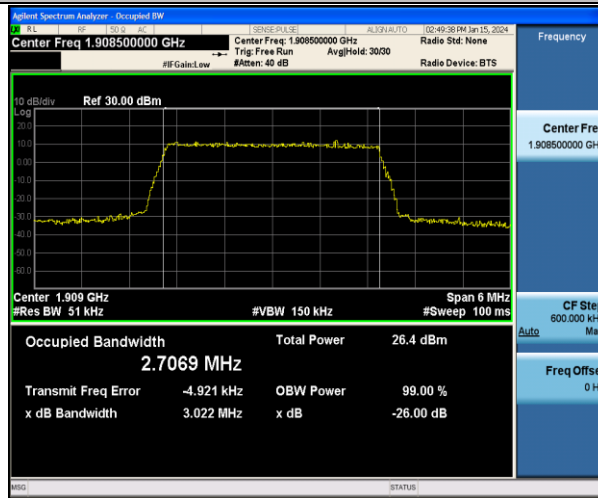 Agilent Spectrum Analyzer - Occupied BW
RL RF 50 Ω AC SENSE:PULSE ALIGNAUTO 02:49:38 PM Jan 15, 2024
Center Freq 1.908500000 GHz Center Freq: 1.908500000 GHz Radio Std: None
Trig: Free Run Avg|Hold: 30/30
#IFGain:Low #Atten: 40 dB Radio Device: BTS
Frequency
10 dB/div Ref 30.00 dBm
Log
20.0
10.0
0.00
-10.0
-20.0
-30.0
-40.0
-50.0
-60.0
Center Fre
1.908500000 GH
Center 1.909 GHz Span 6 MHz
#Res BW 51 kHz #VBW 150 kHz #Sweep 100 ms
CF Ste
600.000 kH
Auto Ma
Occupied Bandwidth Total Power 26.4 dBm
2.7069 MHz
Transmit Freq Error -4.921 kHz OBW Power 99.00 %
x dB Bandwidth 3.022 MHz x dB -26.00 dB
Freq Offse
0 H
MSG STATUS